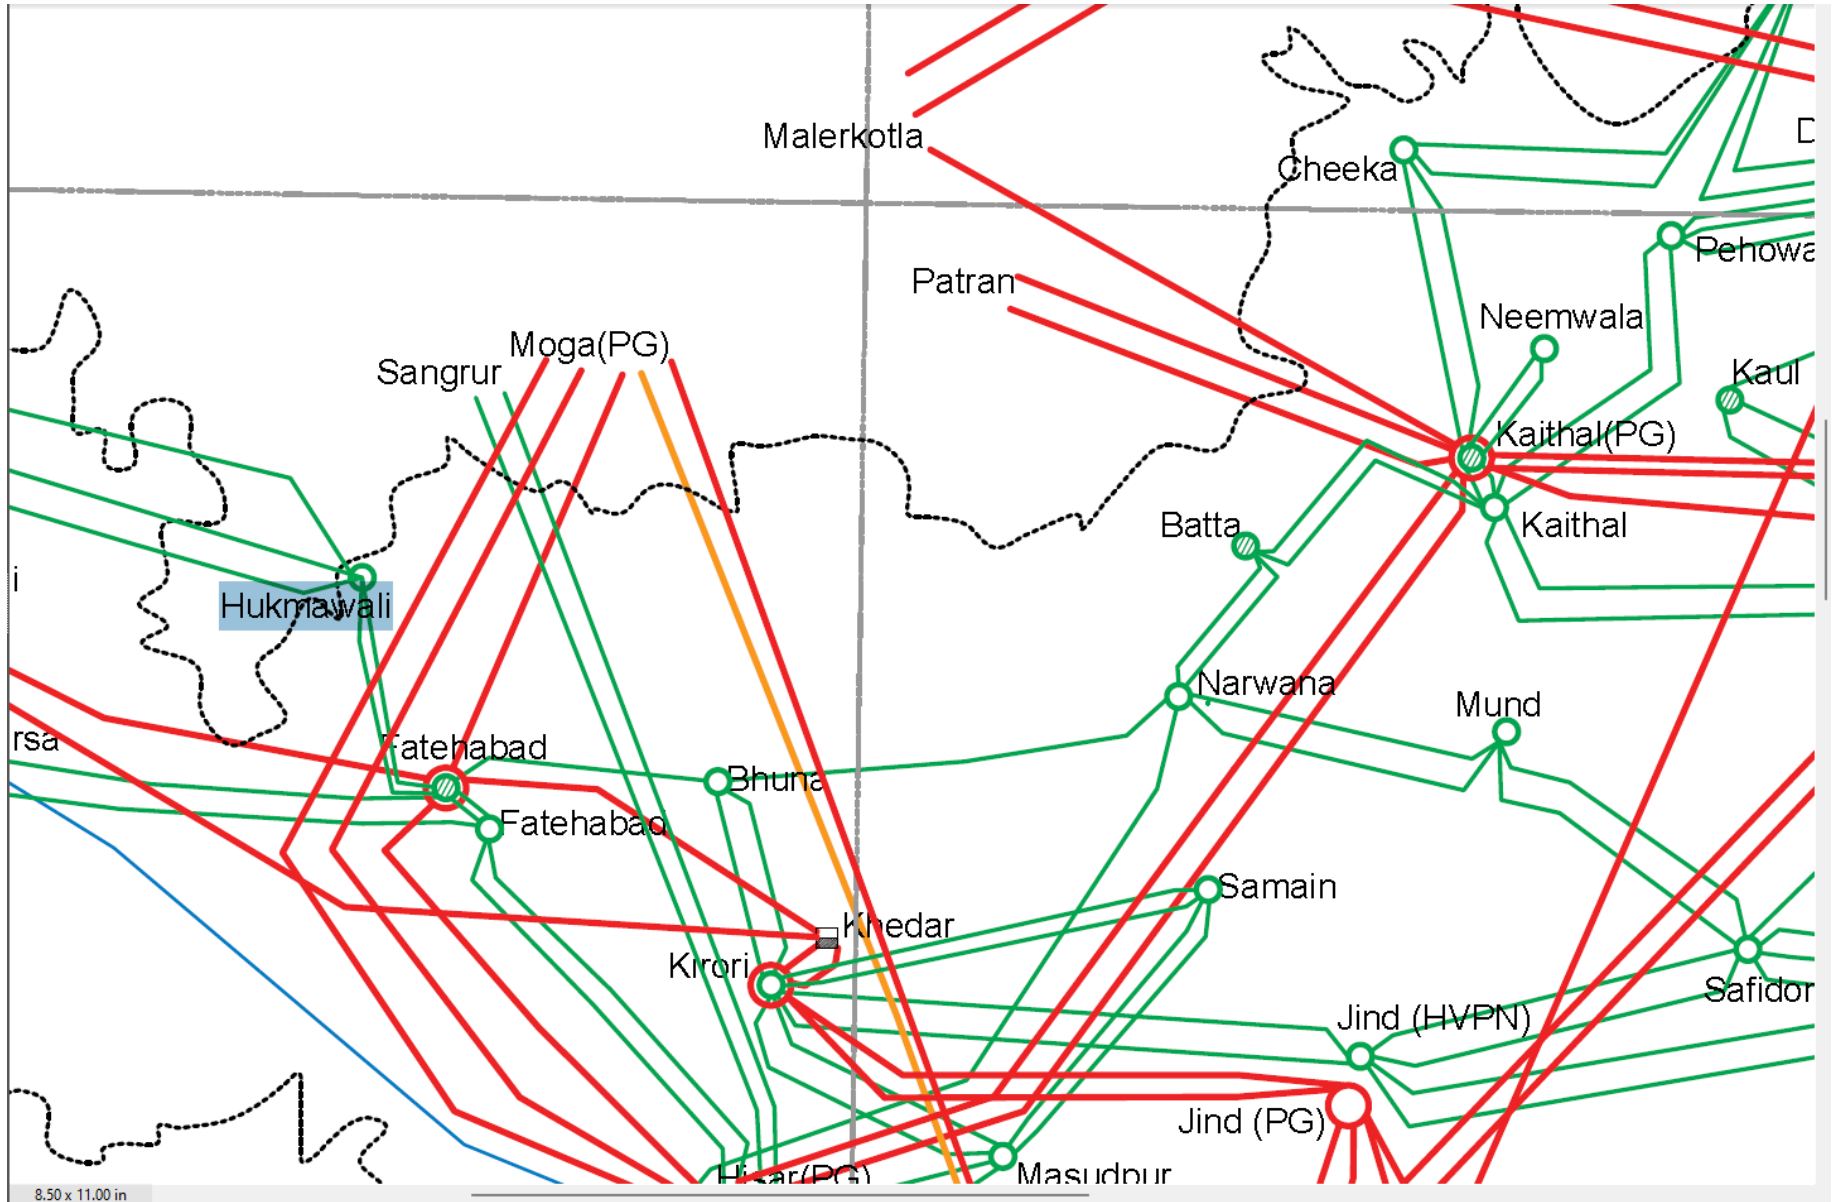 D
Malerkotla
Cheeka
Pehowa
Patran
Neemwala
Moga(PG)
Sangrur
Kaul
Kaithal(PG)
Batta
Kaithal
i
Hukmawali
Narwana
Mund
rsa
Fatehabad
Bhuna
Fatehabad
Samain
Khedar
Kirori
Safidon
Jind (HVPN)
Jind (PG)
Hisar(PG)
Masudpur
8.50 x 11.00 in